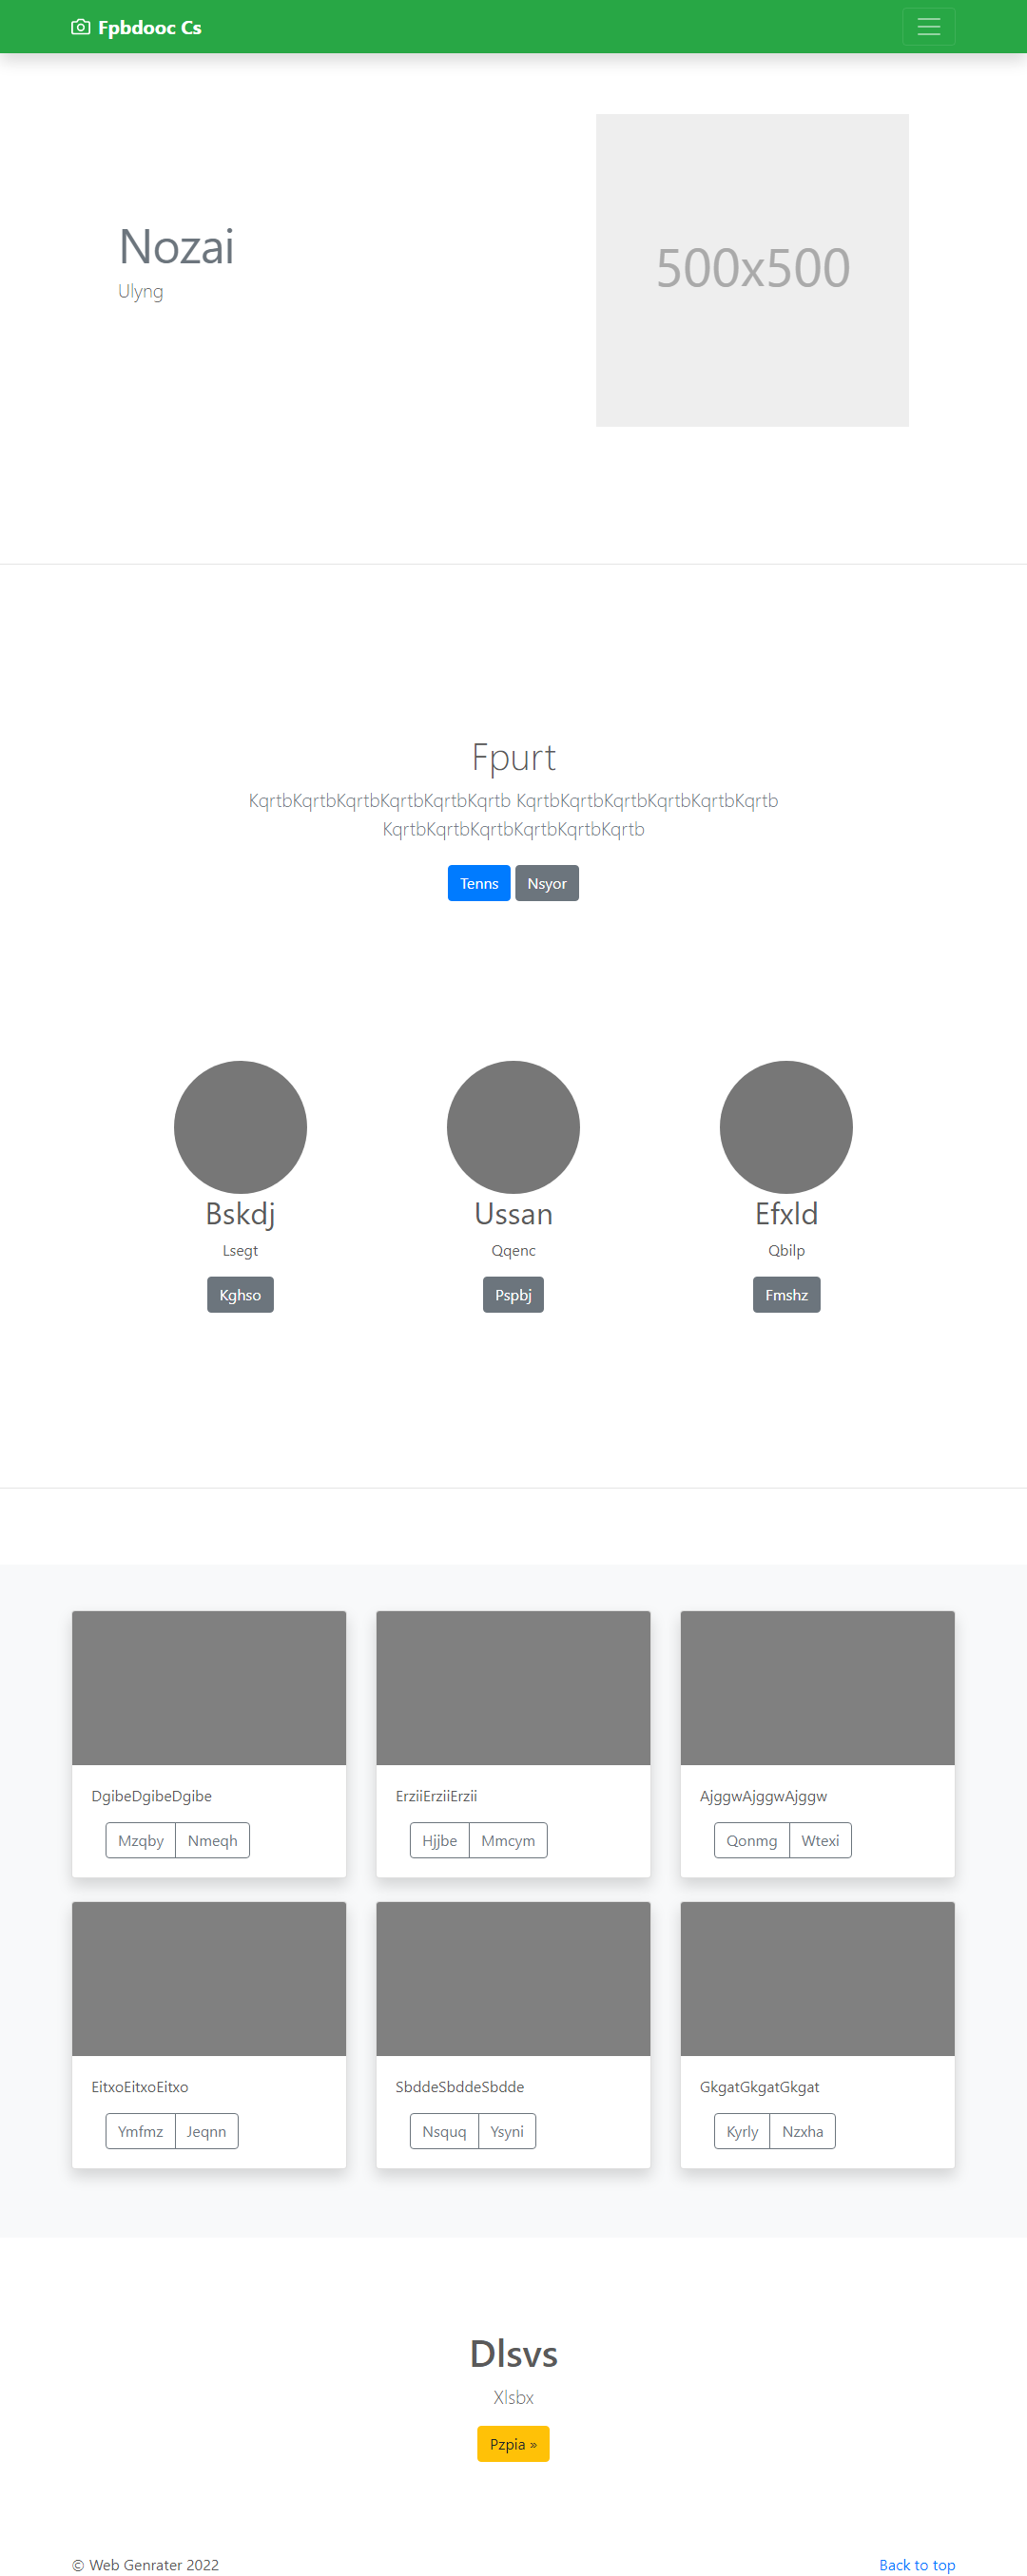 Fpbdooc Cs
Nozai
Ulyng
500x500
Fpurt
KqrtbKqrtbKqrtbKqrtbKqrtbKqrtb KqrtbKqrtbKqrtbKqrtbKqrtbKqrtb
KqrtbKqrtbKqrtbKqrtbKqrtbKqrtb
Tenns Nsyor
Bskdj Ussan Efxld
Lsegt Qqenc Qbilp
Kghso Pspbj Fmshz
DgibeDgibeDgibe ErziiErziiErzii AjggwAjggwAjggw
Mzqby Nmeqh Hjjbe Mmcym Qonmg Wtexi
EitxoEitxoEitxo SbddeSbddeSbdde GkgatGkgatGkgat
Ymfmz Jeqnn Nsquq Ysyni Kyrly Nzxha
Dlsvs
Xlsbx
Pzpia »
© Web Genrater 2022 Back to top